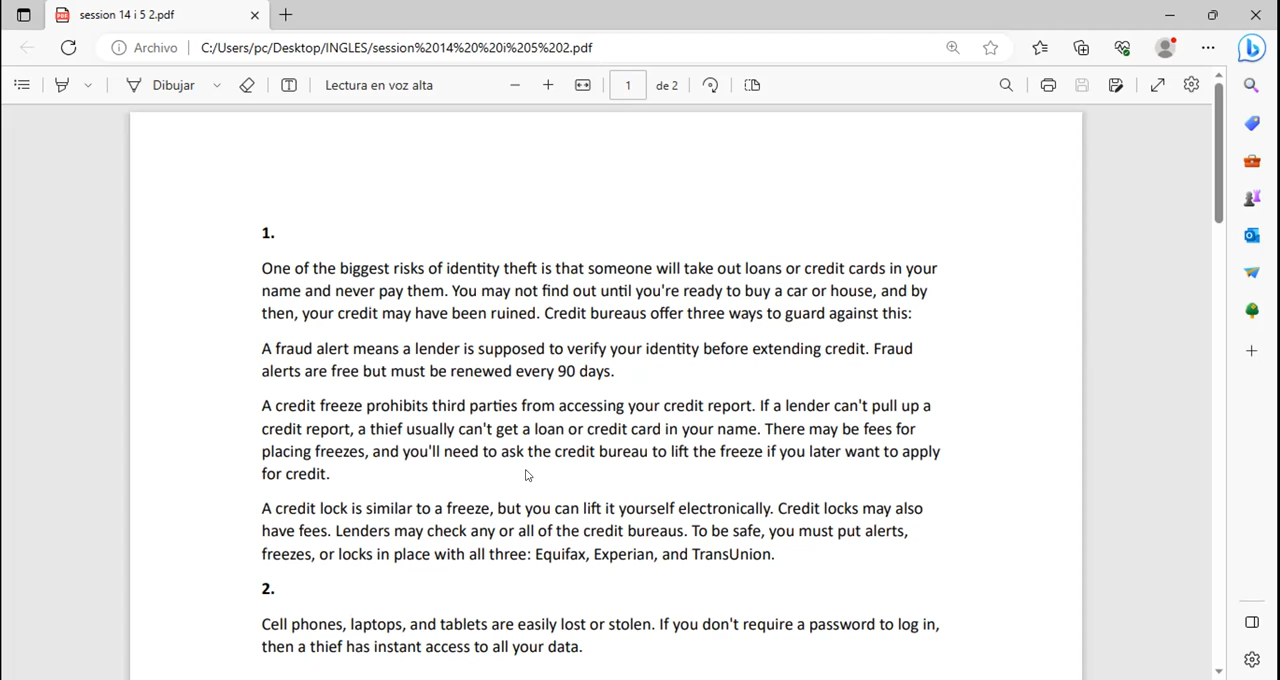 session 14 i 5 2.pdf
Archivo C:/Users/pc/Desktop/INGLES/session%2014%20%20i%205%202.pdf
Dibujar Lectura en voz alta 1 de 2
1.
One of the biggest risks of identity theft is that someone will take out loans or credit cards in your
name and never pay them. You may not find out until you're ready to buy a car or house, and by
then, your credit may have been ruined. Credit bureaus offer three ways to guard against this:
A fraud alert means a lender is supposed to verify your identity before extending credit. Fraud
alerts are free but must be renewed every 90 days.
A credit freeze prohibits third parties from accessing your credit report. If a lender can't pull up a
credit report, a thief usually can't get a loan or credit card in your name. There may be fees for
placing freezes, and you'll need to ask the credit bureau to lift the freeze if you later want to apply
for credit.
A credit lock is similar to a freeze, but you can lift it yourself electronically. Credit locks may also
have fees. Lenders may check any or all of the credit bureaus. To be safe, you must put alerts,
freezes, or locks in place with all three: Equifax, Experian, and TransUnion.
2.
Cell phones, laptops, and tablets are easily lost or stolen. If you don't require a password to log in,
then a thief has instant access to all your data.